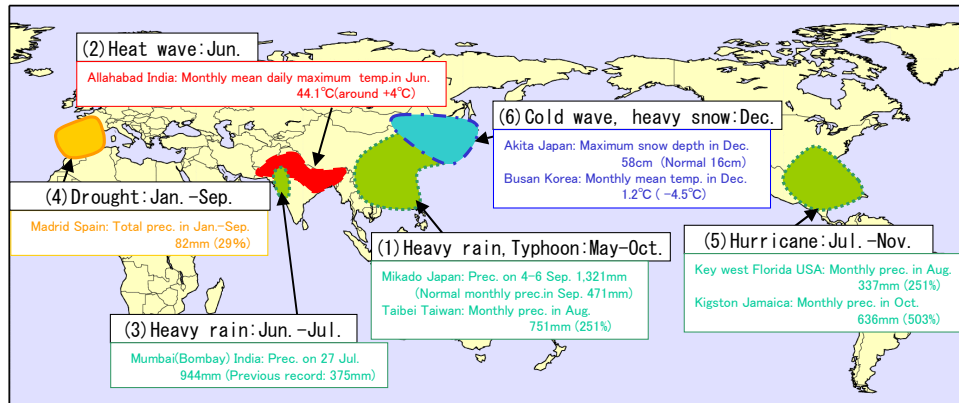 (2)Heat wave:Jun.
Allahabad India: Monthly mean daily maximum temp.in Jun.
44.1℃(around +4℃)
(6)Cold wave, heavy snow:Dec.
Akita Japan: Maximum snow depth in Dec.
58cm (Normal 16cm)
Busan Korea: Monthly mean temp. in Dec.
1.2℃ ( -4.5℃)
(4)Drought:Jan.-Sep.
Madrid Spain: Total prec. in Jan.-Sep.
82mm (29%)
(1)Heavy rain,Typhoon:May-Oct.
Mikado Japan: Prec. on 4-6 Sep. 1,321mm
(Normal monthly prec.in Sep. 471mm)
Taibei Taiwan: Monthly prec. in Aug.
751mm (251%)
(5)Hurricane:Jul.-Nov.
Key west Florida USA: Monthly prec. in Aug.
337mm (251%)
Kigston Jamaica: Monthly prec. in Oct.
636mm (503%)
(3)Heavy rain:Jun.-Jul.
Mumbai(Bombay) India: Prec. on 27 Jul.
944mm (Previous record: 375mm)